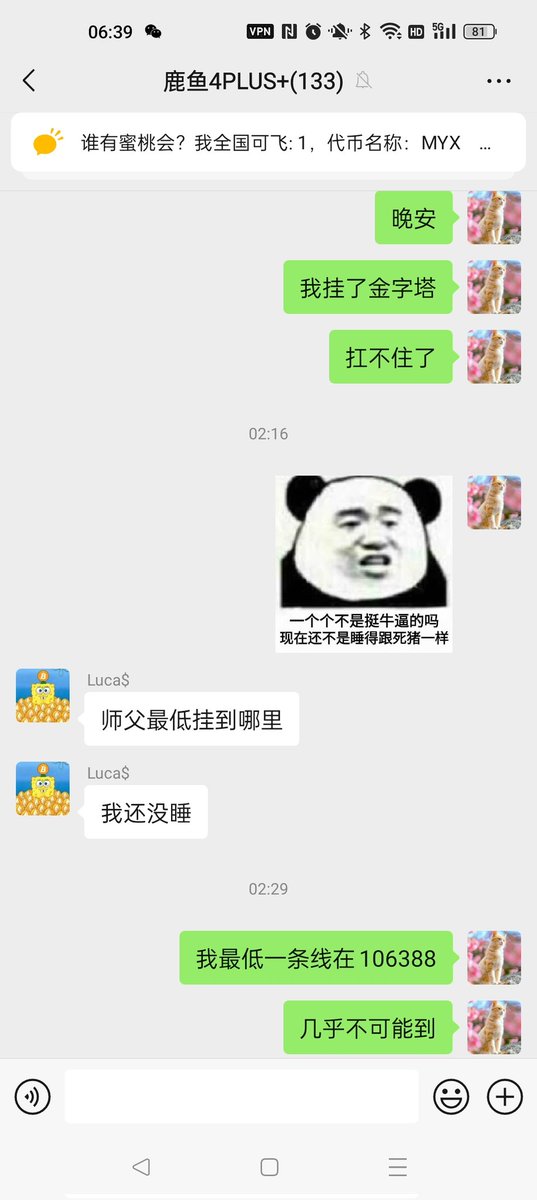 06:39
VPN
HD
5G
81
鹿鱼4PLUS+(133)
谁有蜜桃会？我全国可飞: 1，代币名称：MYX ...
晚安
我挂了金字塔
扛不住了
02:16
一个个不是挺牛逼的吗
现在还不是睡得跟死猪一样
Luca$
师父最低挂到哪里
Luca$
我还没睡
02:29
我最低一条线在 106388
几乎不可能到